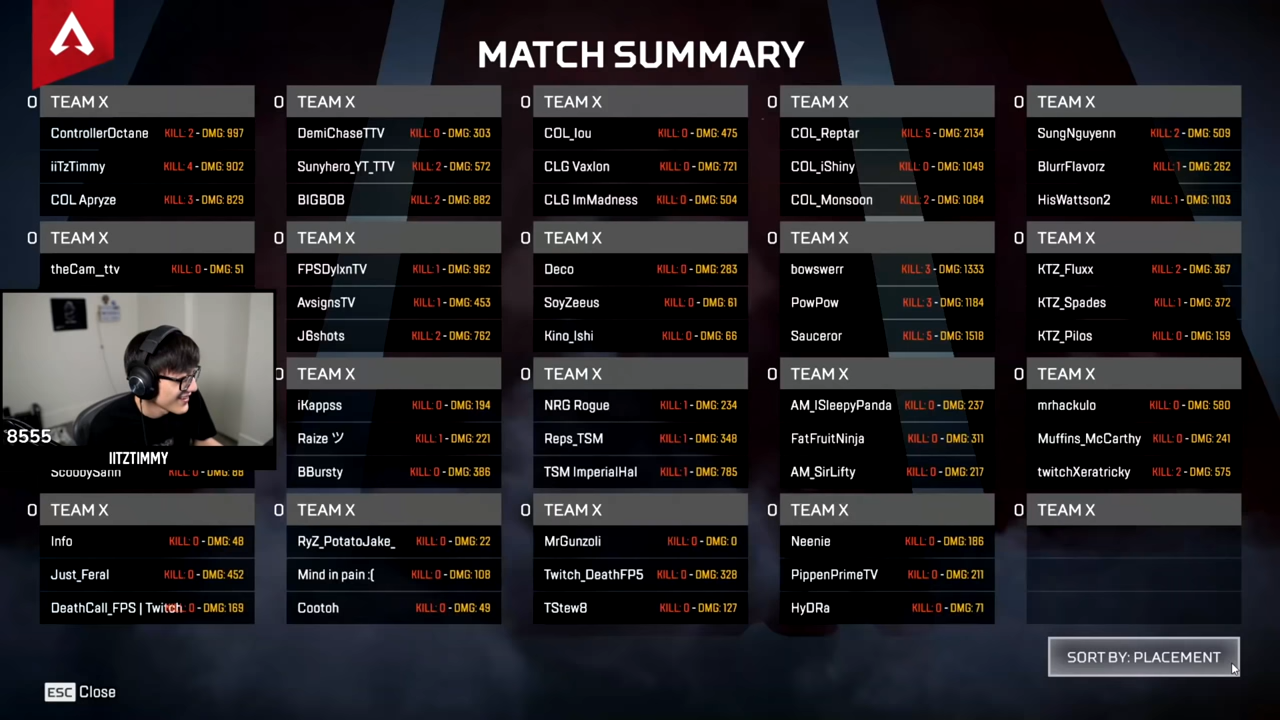 MATCH SUMMARY
0 TEAM X
ControllerOctane KILL: 2 - DMG: 997
iiTzTimmy KILL: 4 - DMG: 902
COL Apryze KILL: 3 - DMG: 829
0 TEAM X
DemiChaseTTV KILL: 0 - DMG: 303
Sunyhero_YT_TTV KILL: 2 - DMG: 572
BIGBOB KILL: 2 - DMG: 882
0 TEAM X
COL_lou KILL: 0 - DMG: 475
CLG Vaxlon KILL: 0 - DMG: 721
CLG ImMadness KILL: 0 - DMG: 504
0 TEAM X
COL_Reptar KILL: 5 - DMG: 2134
COL_iShiny KILL: 0 - DMG: 1049
COL_Monsoon KILL: 2 - DMG: 1084
0 TEAM X
SungNguyenn KILL: 2 - DMG: 509
BlurrFlavorz KILL: 1 - DMG: 262
HisWattson2 KILL: 1 - DMG: 1103
0 TEAM X
theCam_ttv KILL: 0 - DMG: 51
0 TEAM X
FPSDylxnTV KILL: 1 - DMG: 962
AvsignsTV KILL: 1 - DMG: 453
J6shots KILL: 2 - DMG: 762
0 TEAM X
Deco KILL: 0 - DMG: 283
SoyZeeus KILL: 0 - DMG: 61
Kino_Ishi KILL: 0 - DMG: 66
0 TEAM X
bowswerr KILL: 3 - DMG: 1333
PowPow KILL: 3 - DMG: 1184
Sauceror KILL: 5 - DMG: 1518
0 TEAM X
KTZ_Fluxx KILL: 2 - DMG: 367
KTZ_Spades KILL: 1 - DMG: 372
KTZ_Pilos KILL: 0 - DMG: 159
8555
IITZTIMMY
ScobbySahh KILL: 0 - DMG: 88
0 TEAM X
iKappss KILL: 0 - DMG: 194
Raize ツ KILL: 1 - DMG: 221
BBursty KILL: 0 - DMG: 386
0 TEAM X
NRG Rogue KILL: 1 - DMG: 234
Reps_TSM KILL: 1 - DMG: 348
TSM ImperialHal KILL: 1 - DMG: 785
0 TEAM X
AM_ISleepyPanda KILL: 0 - DMG: 237
FatFruitNinja KILL: 0 - DMG: 311
AM_SirLifty KILL: 0 - DMG: 217
0 TEAM X
mrhackulo KILL: 0 - DMG: 580
Muffins_McCarthy KILL: 0 - DMG: 241
twitchXeratricky KILL: 2 - DMG: 575
0 TEAM X
Info KILL: 0 - DMG: 48
Just_Feral KILL: 0 - DMG: 452
DeathCall_FPS | Twitch KILL: 0 - DMG: 169
0 TEAM X
RyZ_PotatoJake_ KILL: 0 - DMG: 22
Mind in pain :( KILL: 0 - DMG: 108
Cootoh KILL: 0 - DMG: 49
0 TEAM X
MrGunzoli KILL: 0 - DMG: 0
Twitch_DeathFP5 KILL: 0 - DMG: 328
TStew8 KILL: 0 - DMG: 127
0 TEAM X
Neenie KILL: 0 - DMG: 186
PippenPrimeTV KILL: 0 - DMG: 211
HyDRa KILL: 0 - DMG: 71
0 TEAM X
SORT BY: PLACEMENT
ESC Close